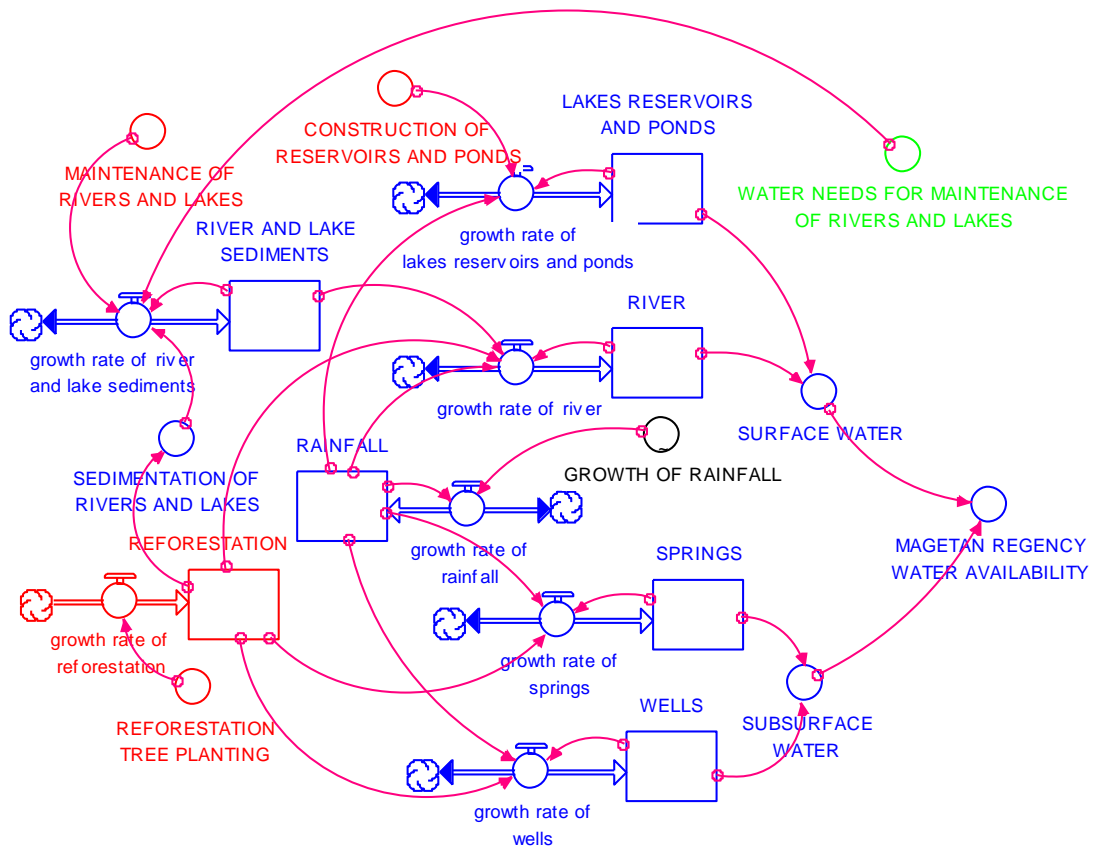 LAKES RESERVOIRS
AND PONDS
CONSTRUCTION OF
RESERVOIRS AND PONDS
MAINTENANCE OF
RIVERS AND LAKES
WATER NEEDS FOR MAINTENANCE
OF RIVERS AND LAKES
RIVER AND LAKE
SEDIMENTS
growth rate of
lakes reservoirs and ponds
RIVER
growth rate of river
and lake sediments
growth rate of river
SURFACE WATER
RAINFALL
GROWTH OF RAINFALL
SEDIMENTATION OF
RIVERS AND LAKES
REFORESTATION
growth rate of
rainfall
SPRINGS
MAGETAN REGENCY
WATER AVAILABILITY
growth rate of
reforestation
growth rate of
springs
REFORESTATION
TREE PLANTING
WELLS
SUBSURFACE
WATER
growth rate of
wells